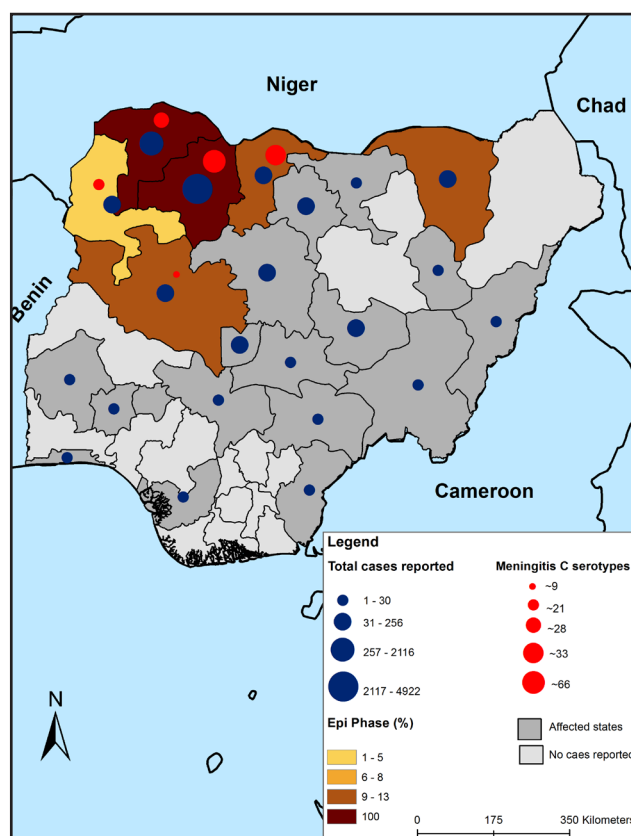 Niger
Chad
Benin
Cameroon
Legend
Total cases reported
1 - 30
31 - 256
257 - 2116
2117 - 4922
Meningitis C serotypes
~9
~21
~28
~33
~66
Epi Phase (%)
1 - 5
6 - 8
9 - 13
100
Affected states
No caes reported
N
0 175 350 Kilometers